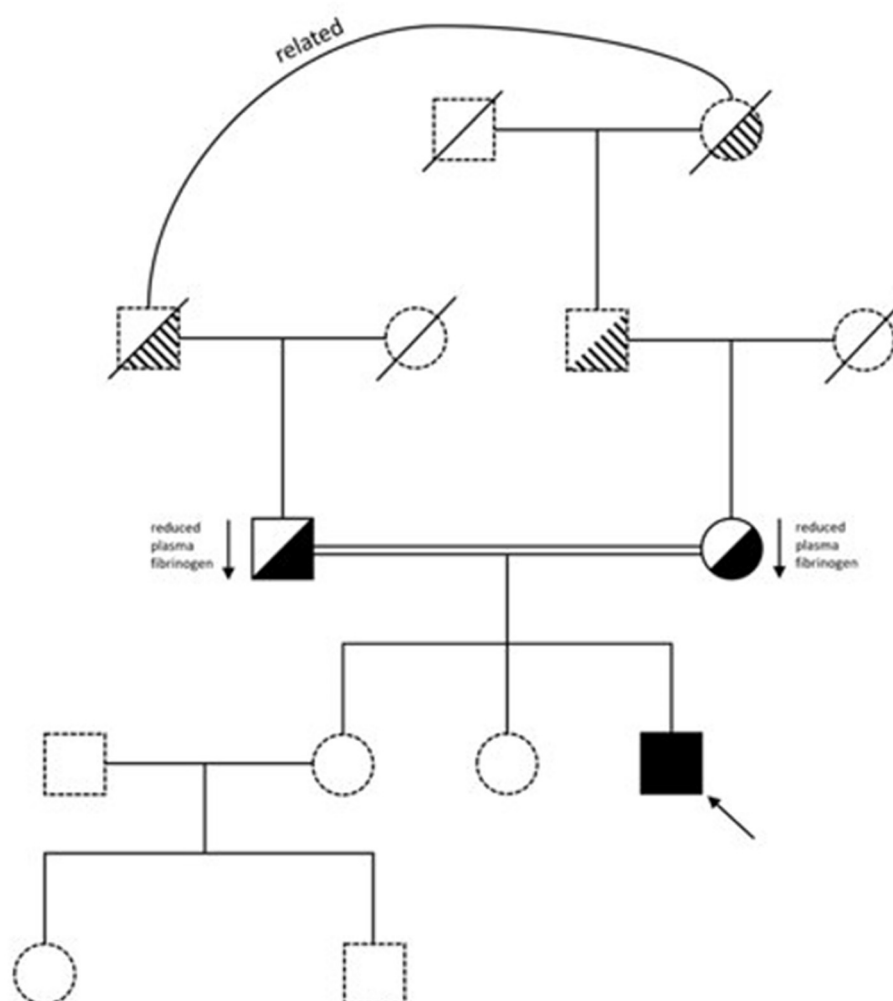 related
reduced
plasma
fibrinogen
reduced
plasma
fibrinogen